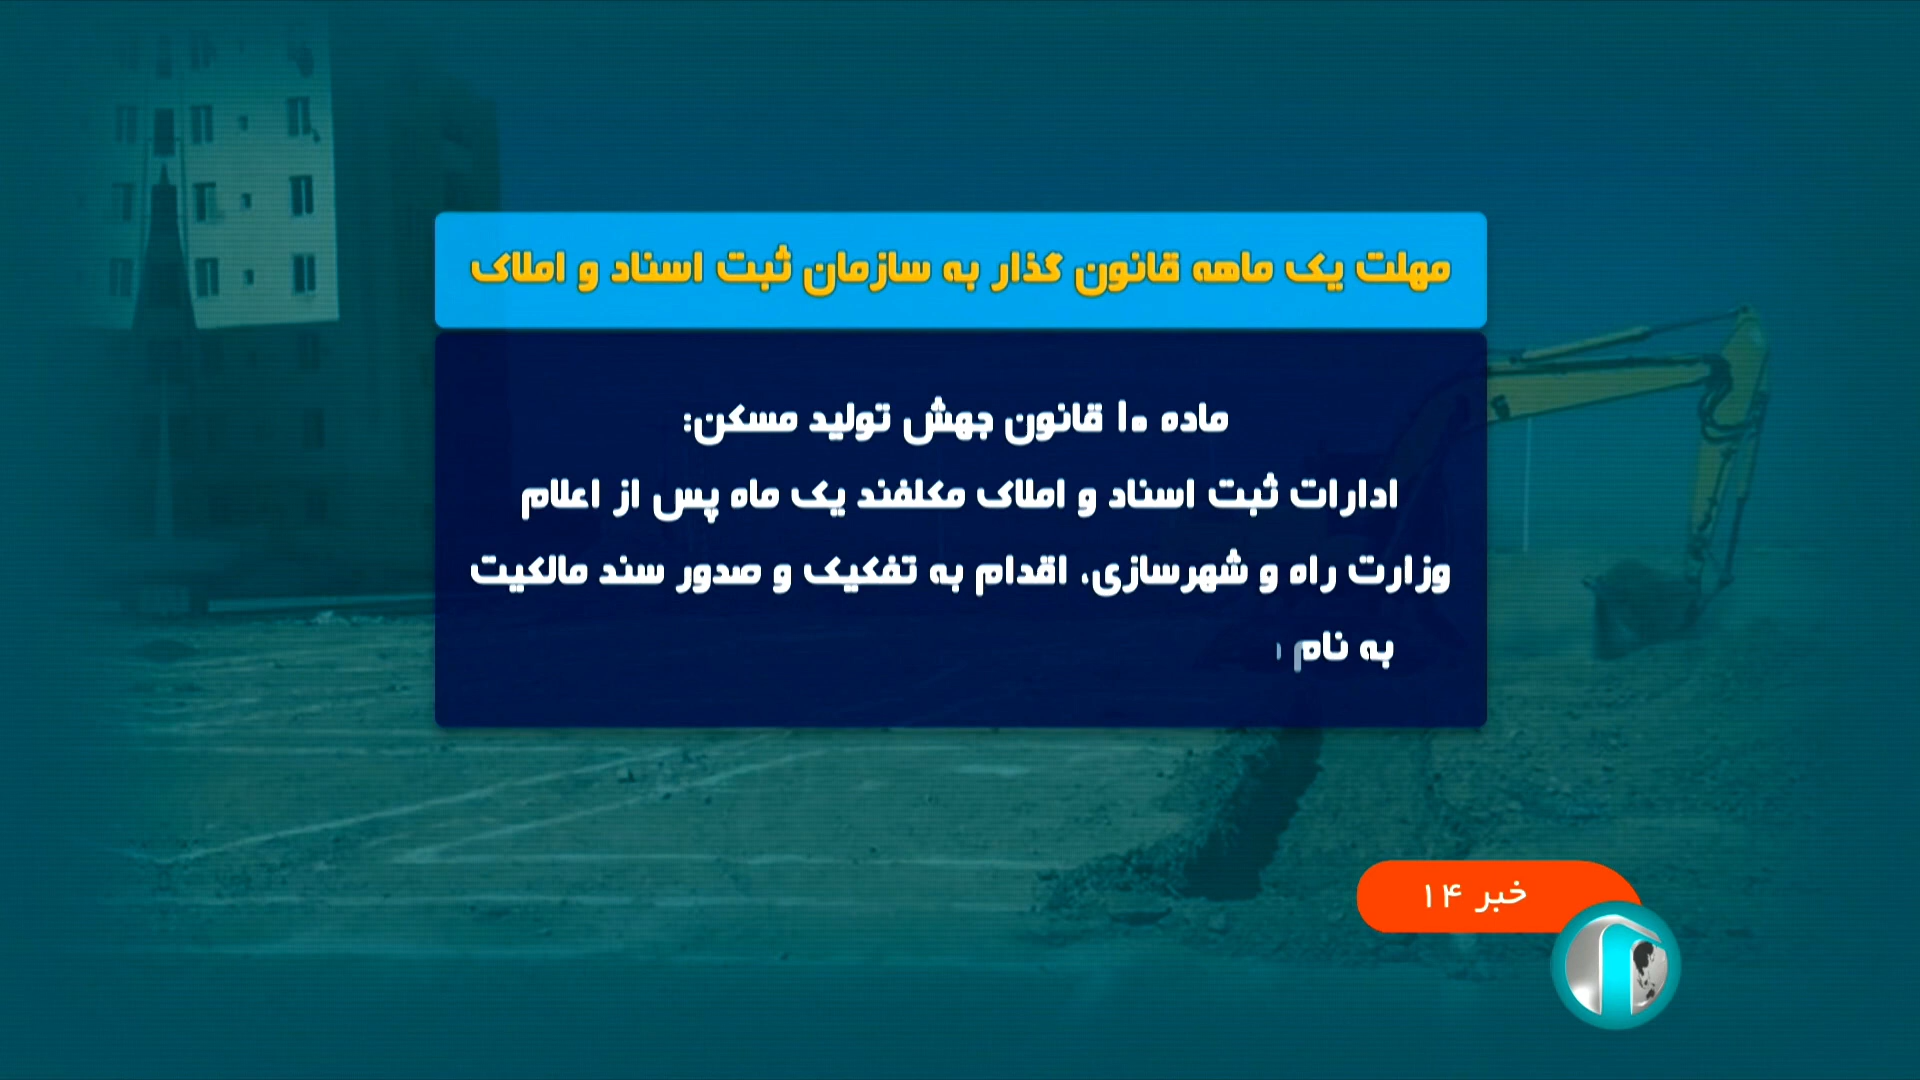 مهلت یک ماهه قانون گذار به سازمان ثبت اسناد و املاک
ماده ۱۰ قانون جهش تولید مسکن:
ادارات ثبت اسناد و املاک مکلفند یک ماه پس از اعلام
وزارت راه و شهرسازی، اقدام به تفکیک و صدور سند مالکیت
به نام
خبر ۱۴